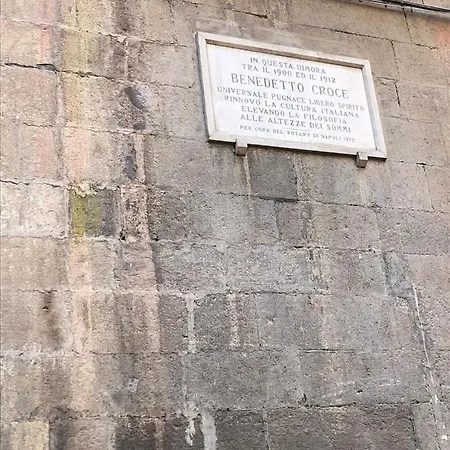 IN QUESTA DIMORA
TRA IL 1900 ED IL 1912
BENEDETTO CROCE
UNIVERSALE PUGNACE LIBERO SPIRITO
RINNOVO LA CULTURA ITALIANA
ELEVANDO LA FILOSOFIA
ALLE ALTEZZE DEI SOMMI
PER CURA DEL ROTARY DI NAPOLI 1975